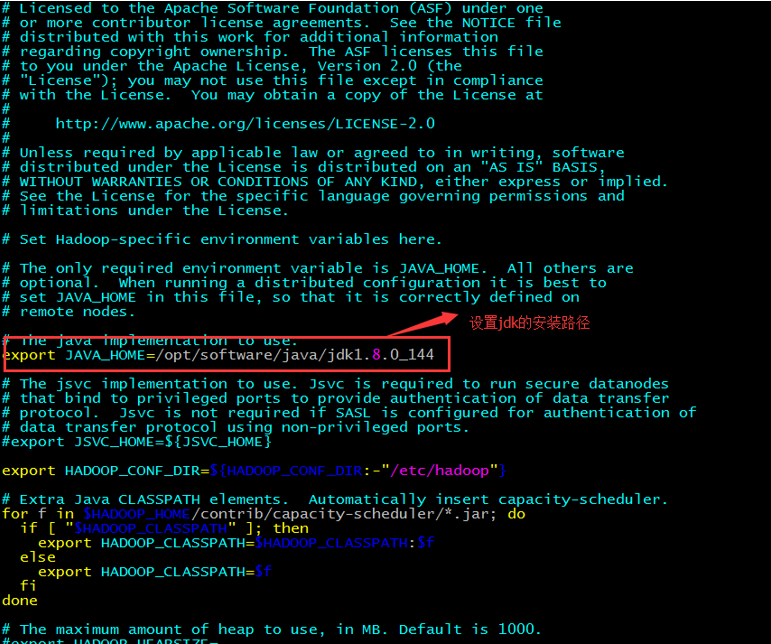 # Licensed to the Apache Software Foundation (ASF) under one
# or more contributor license agreements.  See the NOTICE file
# distributed with this work for additional information
# regarding copyright ownership.  The ASF licenses this file
# to you under the Apache License, Version 2.0 (the
# "License"); you may not use this file except in compliance
# with the License.  You may obtain a copy of the License at
#
#     http://www.apache.org/licenses/LICENSE-2.0
#
# Unless required by applicable law or agreed to in writing, software
# distributed under the License is distributed on an "AS IS" BASIS,
# WITHOUT WARRANTIES OR CONDITIONS OF ANY KIND, either express or implied.
# See the License for the specific language governing permissions and
# limitations under the License.
# Set Hadoop-specific environment variables here.
# The only required environment variable is JAVA_HOME.  All others are
# optional.  When running a distributed configuration it is best to
# set JAVA_HOME in this file, so that it is correctly defined on
# remote nodes.
设置jdk的安装路径
# The java implementation to use.
export JAVA_HOME=/opt/software/java/jdk1.8.0_144
# The jsvc implementation to use. Jsvc is required to run secure datanodes
# that bind to privileged ports to provide authentication of data transfer
# protocol.  Jsvc is not required if SASL is configured for authentication of
# data transfer protocol using non-privileged ports.
#export JSVC_HOME=${JSVC_HOME}
export HADOOP_CONF_DIR=${HADOOP_CONF_DIR:-"/etc/hadoop"}
# Extra Java CLASSPATH elements.  Automatically insert capacity-scheduler.
for f in $HADOOP_HOME/contrib/capacity-scheduler/*.jar; do
  if [ "$HADOOP_CLASSPATH" ]; then
    export HADOOP_CLASSPATH=$HADOOP_CLASSPATH:$f
  else
    export HADOOP_CLASSPATH=$f
  fi
done
# The maximum amount of heap to use, in MB. Default is 1000.
#export HADOOP_HEAPSIZE=